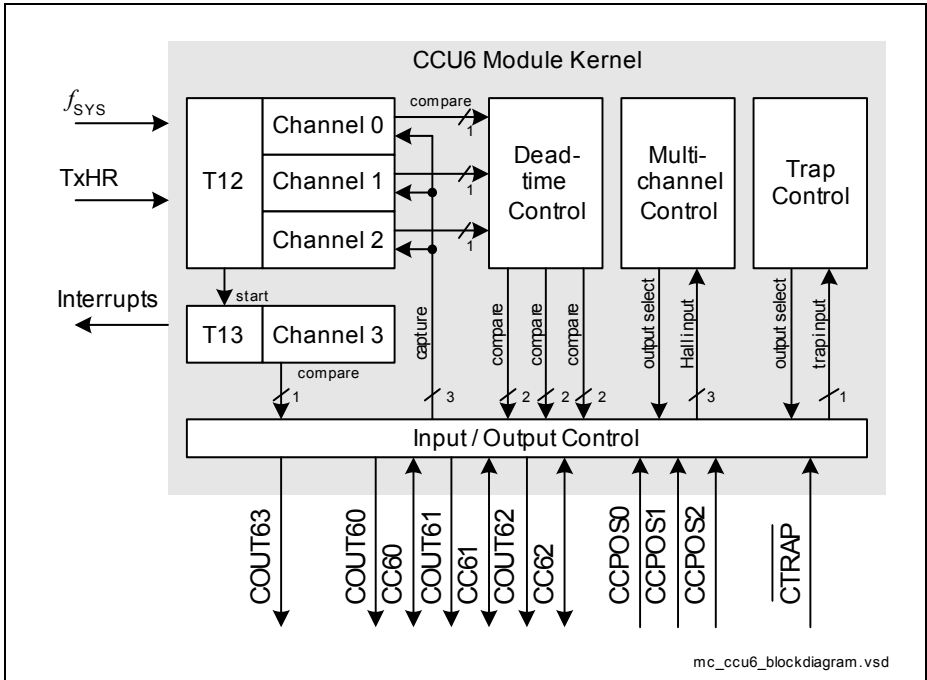 CCU6 Module Kernel
fSYS
TxHR
Interrupts
T12
Channel 0
Channel 1
Channel 2
compare
1
1
1
Dead-
time
Control
Multi-
channel
Control
Trap
Control
start
T13
Channel 3
compare
1
capture
3
compare
2
compare
2
compare
2
output select
Hall input
3
output select
trap input
1
Input / Output Control
COUT63
COUT60
CC60
COUT61
CC61
COUT62
CC62
CCPOS0
CCPOS1
CCPOS2
CTRAP
mc_ccu6_blockdiagram.vsd